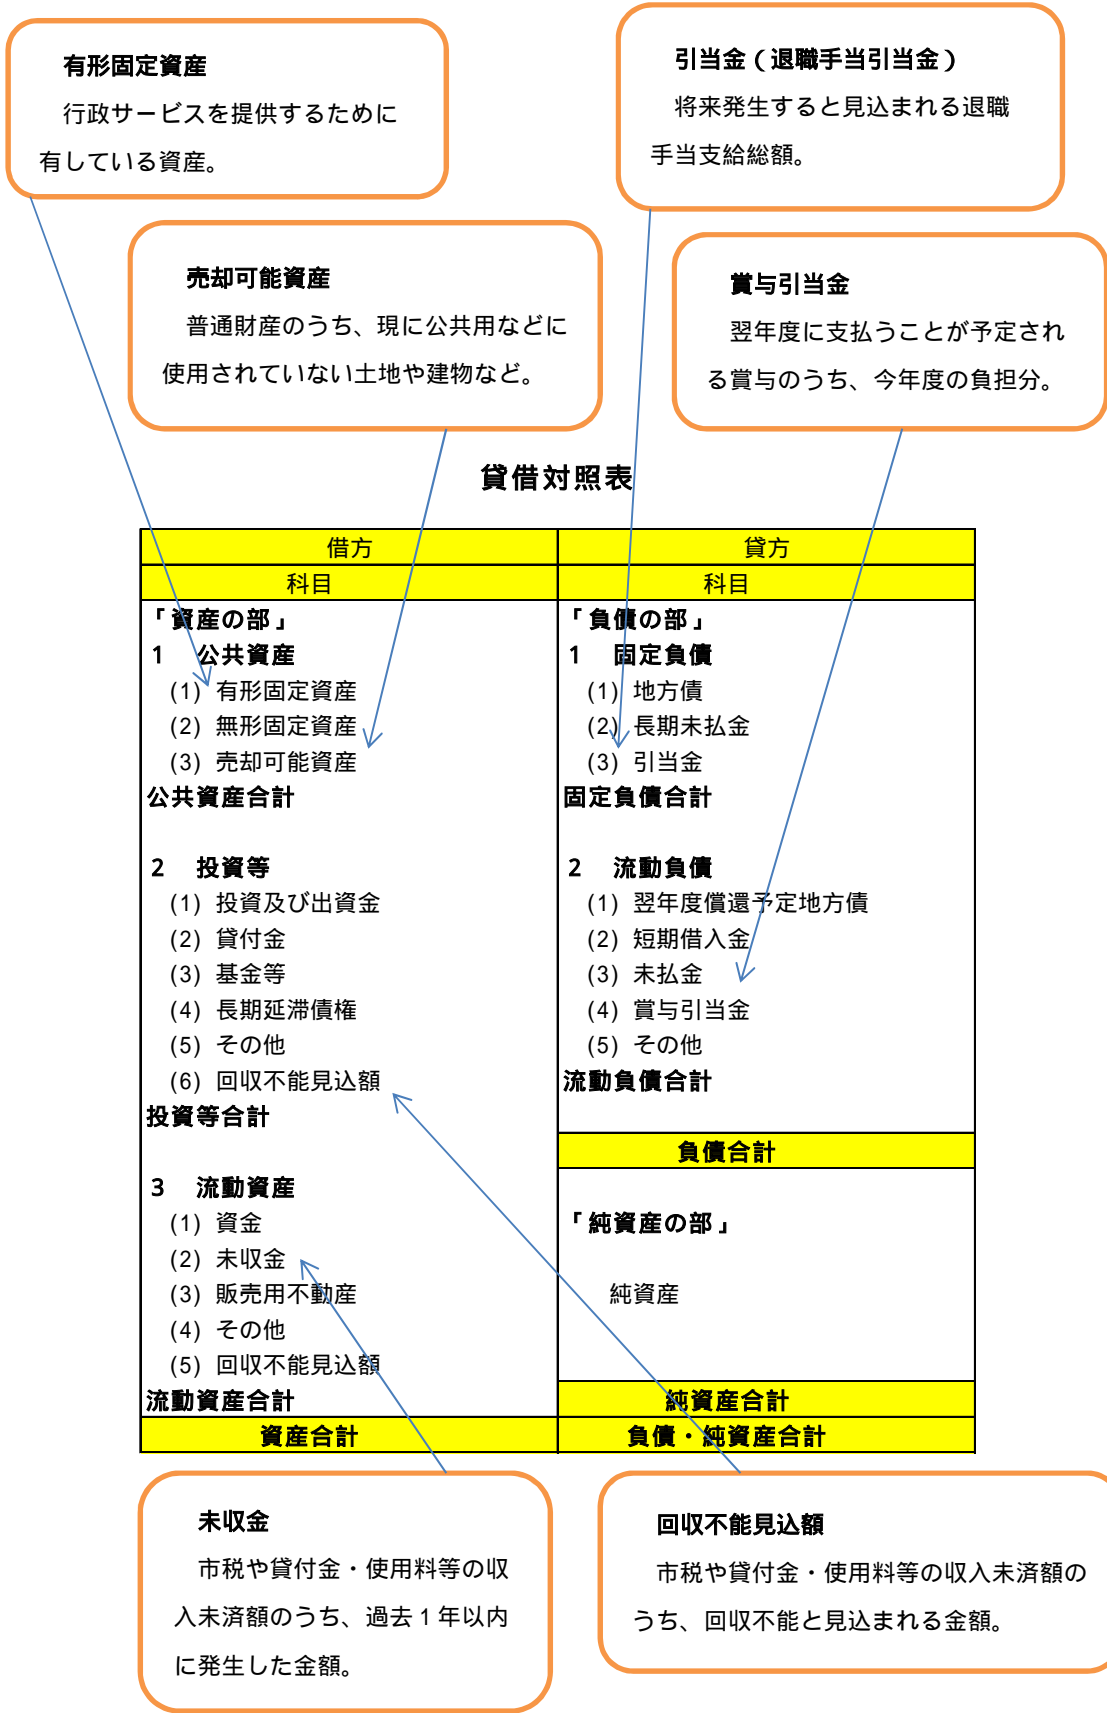 有形固定資産
行政サービスを提供するために
有している資産。
引当金（退職手当引当金）
将来発生すると見込まれる退職
手当支給総額。
売却可能資産
普通財産のうち、現に公共用などに
使用されていない土地や建物など。
賞与引当金
翌年度に支払うことが予定され
る賞与のうち、今年度の負担分。
貸借対照表
借方
科目
「資産の部」
1 公共資産
(1) 有形固定資産
(2) 無形固定資産
(3) 売却可能資産
公共資産合計
2 投資等
(1) 投資及び出資金
(2) 貸付金
(3) 基金等
(4) 長期延滞債権
(5) その他
(6) 回収不能見込額
投資等合計
3 流動資産
(1) 資金
(2) 未収金
(3) 販売用不動産
(4) その他
(5) 回収不能見込額
流動資産合計
資産合計
貸方
科目
「負債の部」
1 固定負債
(1) 地方債
(2) 長期未払金
(3) 引当金
固定負債合計
2 流動負債
(1) 翌年度償還予定地方債
(2) 短期借入金
(3) 未払金
(4) 賞与引当金
(5) その他
流動負債合計
負債合計
「純資産の部」
純資産
純資産合計
負債・純資産合計
未収金
市税や貸付金・使用料等の収
入未済額のうち、過去１年以内
に発生した金額。
回収不能見込額
市税や貸付金・使用料等の収入未済額の
うち、回収不能と見込まれる金額。